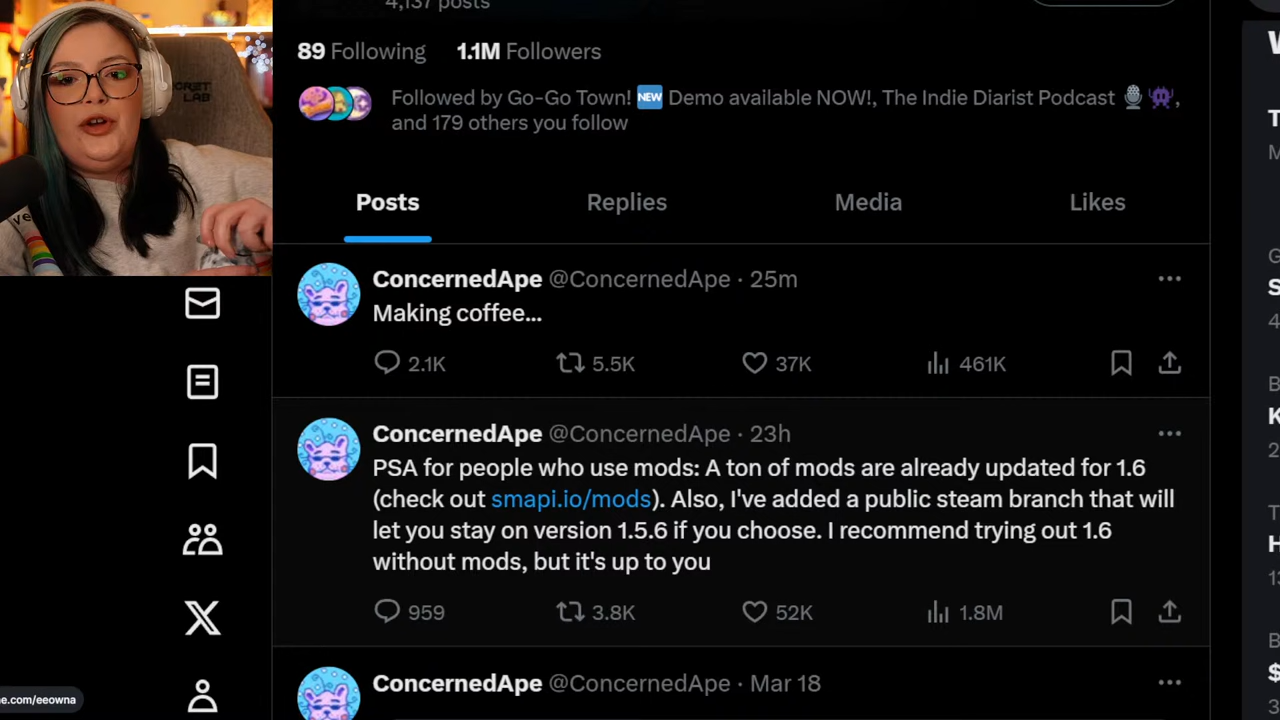 4,137 posts
89 Following 1.1M Followers
Followed by Go-Go Town! NEW Demo available NOW!, The Indie Diarist Podcast
and 179 others you follow
Posts Replies Media Likes
ConcernedApe @ConcernedApe · 25m
Making coffee...
2.1K 5.5K 37K 461K
ConcernedApe @ConcernedApe · 23h
PSA for people who use mods: A ton of mods are already updated for 1.6
(check out smapi.io/mods). Also, I've added a public steam branch that will
let you stay on version 1.5.6 if you choose. I recommend trying out 1.6
without mods, but it's up to you
959 3.8K 52K 1.8M
ConcernedApe @ConcernedApe · Mar 18
ne.com/eeowna